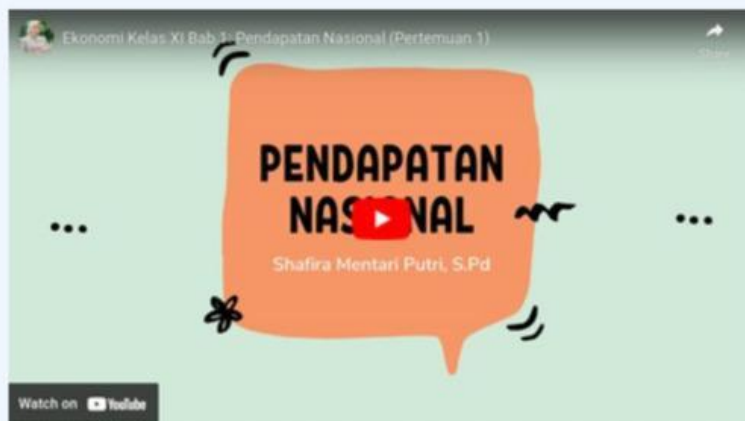 Ekonomi Kelas XI Bab 1: Pendapatan Nasional (Pertemuan 1)
Share
PENDAPATAN
NASIONAL
Shafira Mentari Putri, S.Pd
Watch on YouTube